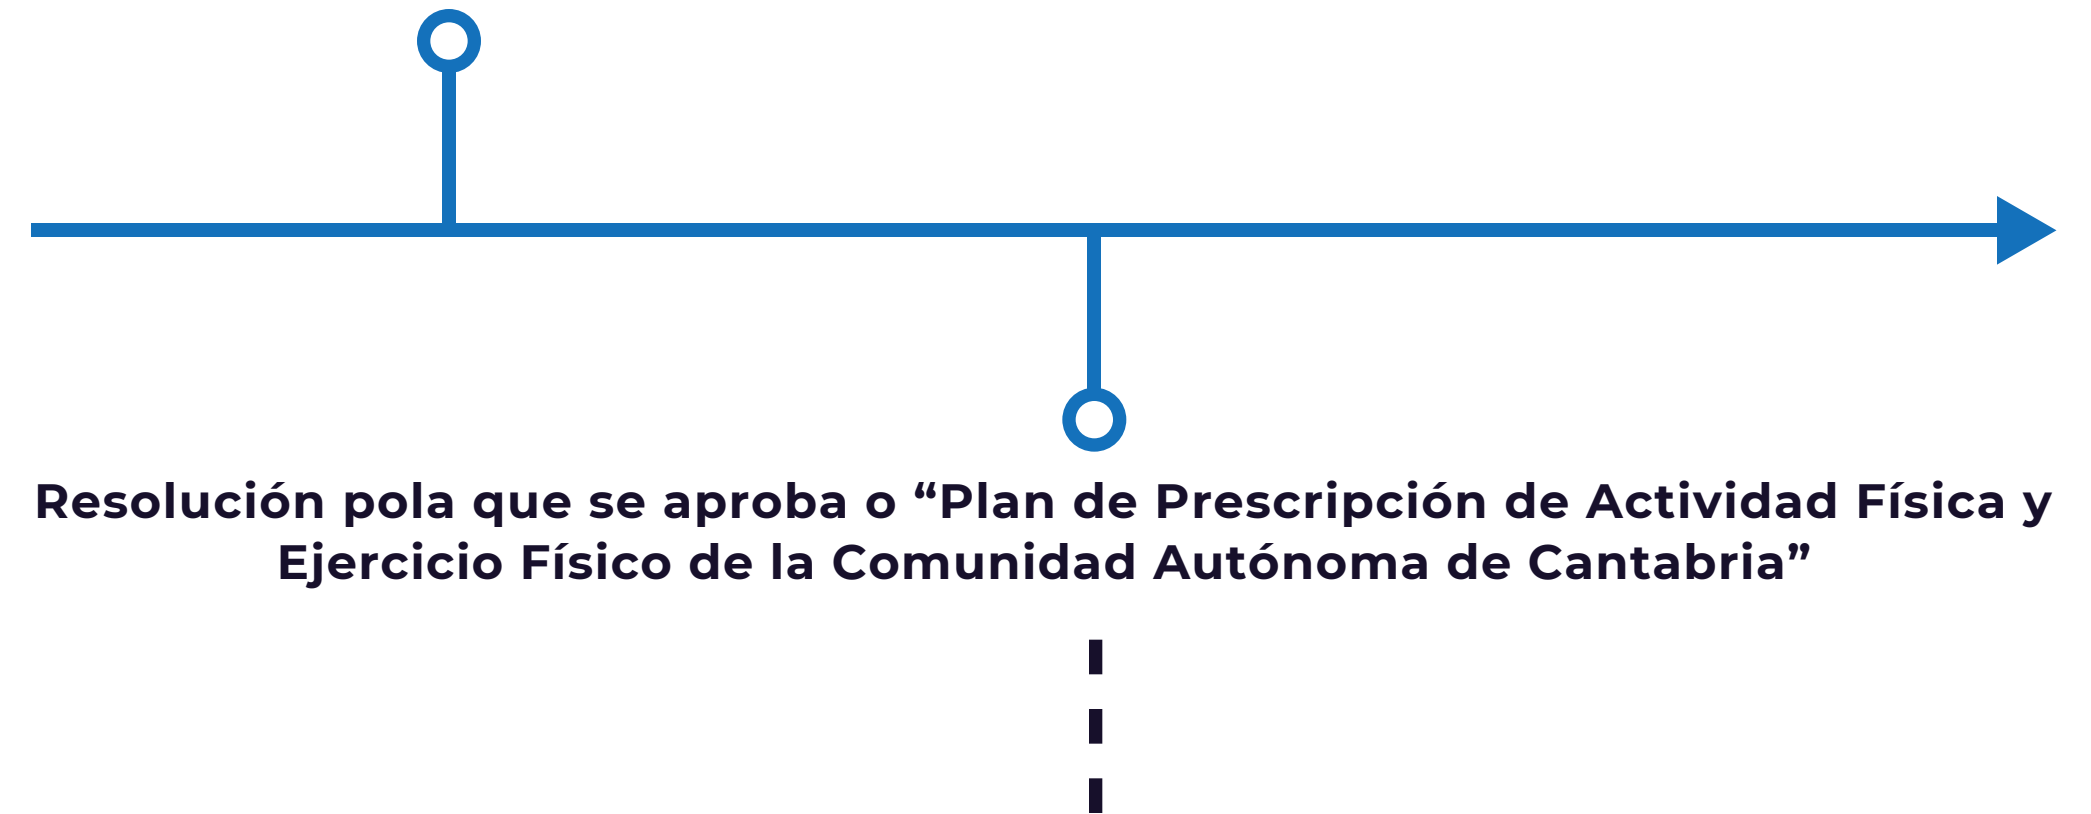 Resolución pola que se aproba o “Plan de Prescripción de Actividad Física y
Ejercicio Físico de la Comunidad Autónoma de Cantabria”